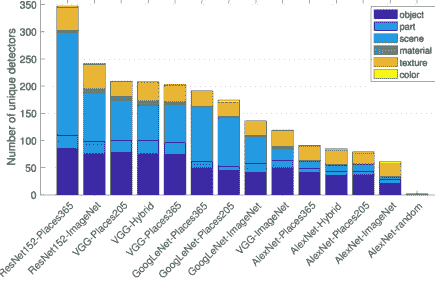 350
300
250
200
150
100
50
0
Number of unique detectors
object
part
scene
material
texture
color
ResNet152-Places365
ResNet152-ImageNet
VGG-Places205
VGG-Hybrid
VGG-Places365
GoogLeNet-Places365
GoogLeNet-Places205
GoogLeNet-ImageNet
VGG-ImageNet
AlexNet-Places365
AlexNet-Hybrid
AlexNet-Places205
AlexNet-ImageNet
AlexNet-random